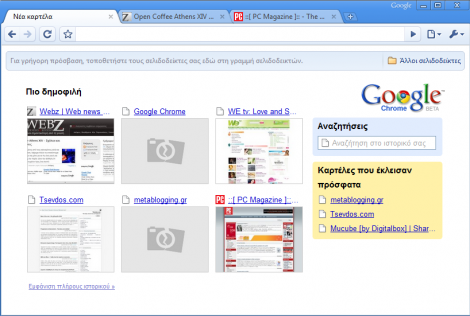 Google
Νέα καρτέλα
Open Coffee Athens XIV
::[ PC Magazine ]:: - The ...
Για γρήγορη πρόσβαση, τοποθετήστε τους σελιδοδείκτες σας εδώ στη γραμμή σελιδοδεικτών.
Άλλοι σελιδοδείκτες
Πιο δημοφιλή
Google
Chrome BETA
Webz | Web news, ...
Google Chrome
WE tv: Love and S...
Αναζητήσεις
Αναζήτηση στο ιστορικό σας
Καρτέλες που έκλεισαν
πρόσφατα
metablogging.gr
Tsevdos.com
Mucube [by Digitalbox] | Shar...
Tsevdos.com
metablogging.gr
::[ PC Magazine ]::...
Εμφάνιση πλήρους ιστορικού »